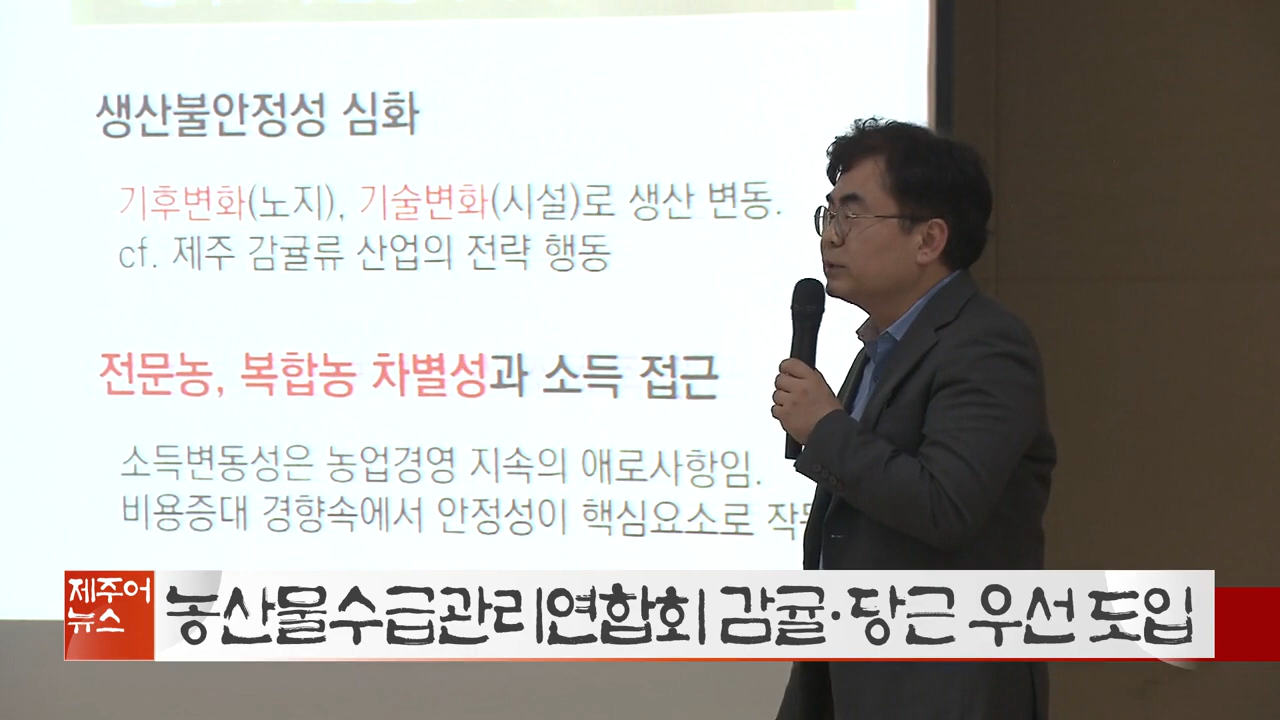 생산불안정성 심화
기후변화(노지), 기술변화(시설)로 생산 변동.
cf. 제주 감귤류 산업의 전략 행동
전문농, 복합농 차별성과 소득 접근
소득변동성은 농업경영 지속의 애로사항임.
비용증대 경향속에서 안정성이 핵심요소로
제주어
뉴스
농산물수급관리연합회 감귤·당근 우선 도입